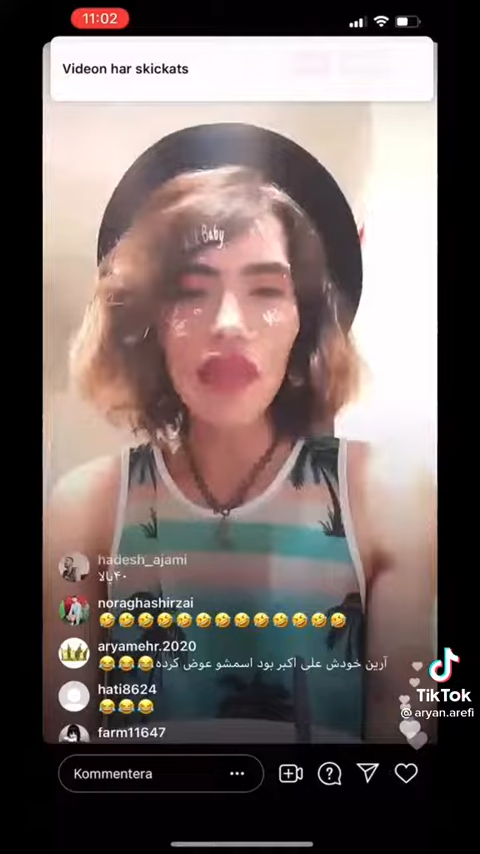 11:02
Videon har skickats
Baby
hadesh_ajami
۴۰بالا
noraghashirzai
🤣🤣🤣🤣🤣🤣🤣🤣🤣🤣🤣🤣🤣
aryamehr.2020
😂😂😂آرین خودش علی اکبر بود اسمشو عوض کرده
hati8624
😂😂😂
farm11647
Kommentera
TikTok
@aryan.arefi